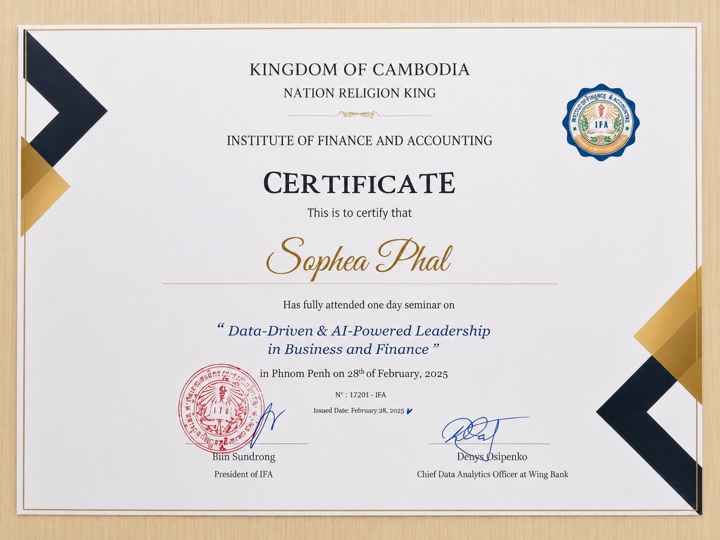 KINGDOM OF CAMBODIA
NATION RELIGION KING
INSTITUTE OF FINANCE AND ACCOUNTING
IFA
CERTIFICATE
This is to certify that
Sophea Phal
Has fully attended one day seminar on
“ Data-Driven & AI-Powered Leadership
in Business and Finance ”
in Phnom Penh on 28th of February, 2025
N° : 17201 - IFA
Issued Date: February 28, 2025
IFA
Biin Sundrong
Denys Osipenko
President of IFA
Chief Data Analytics Officer at Wing Bank